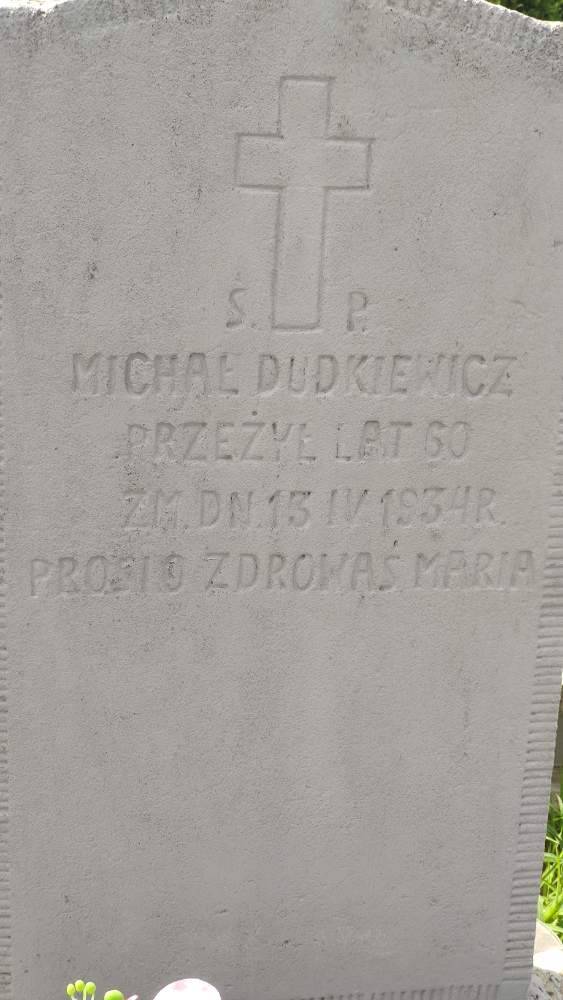 Ś. P.
MICHAŁ DUDKIEWICZ
PRZEŻYŁ LAT 60
ZM. DN. 13 IV 1934 R.
PROSI O ZDROWAŚ MARIA